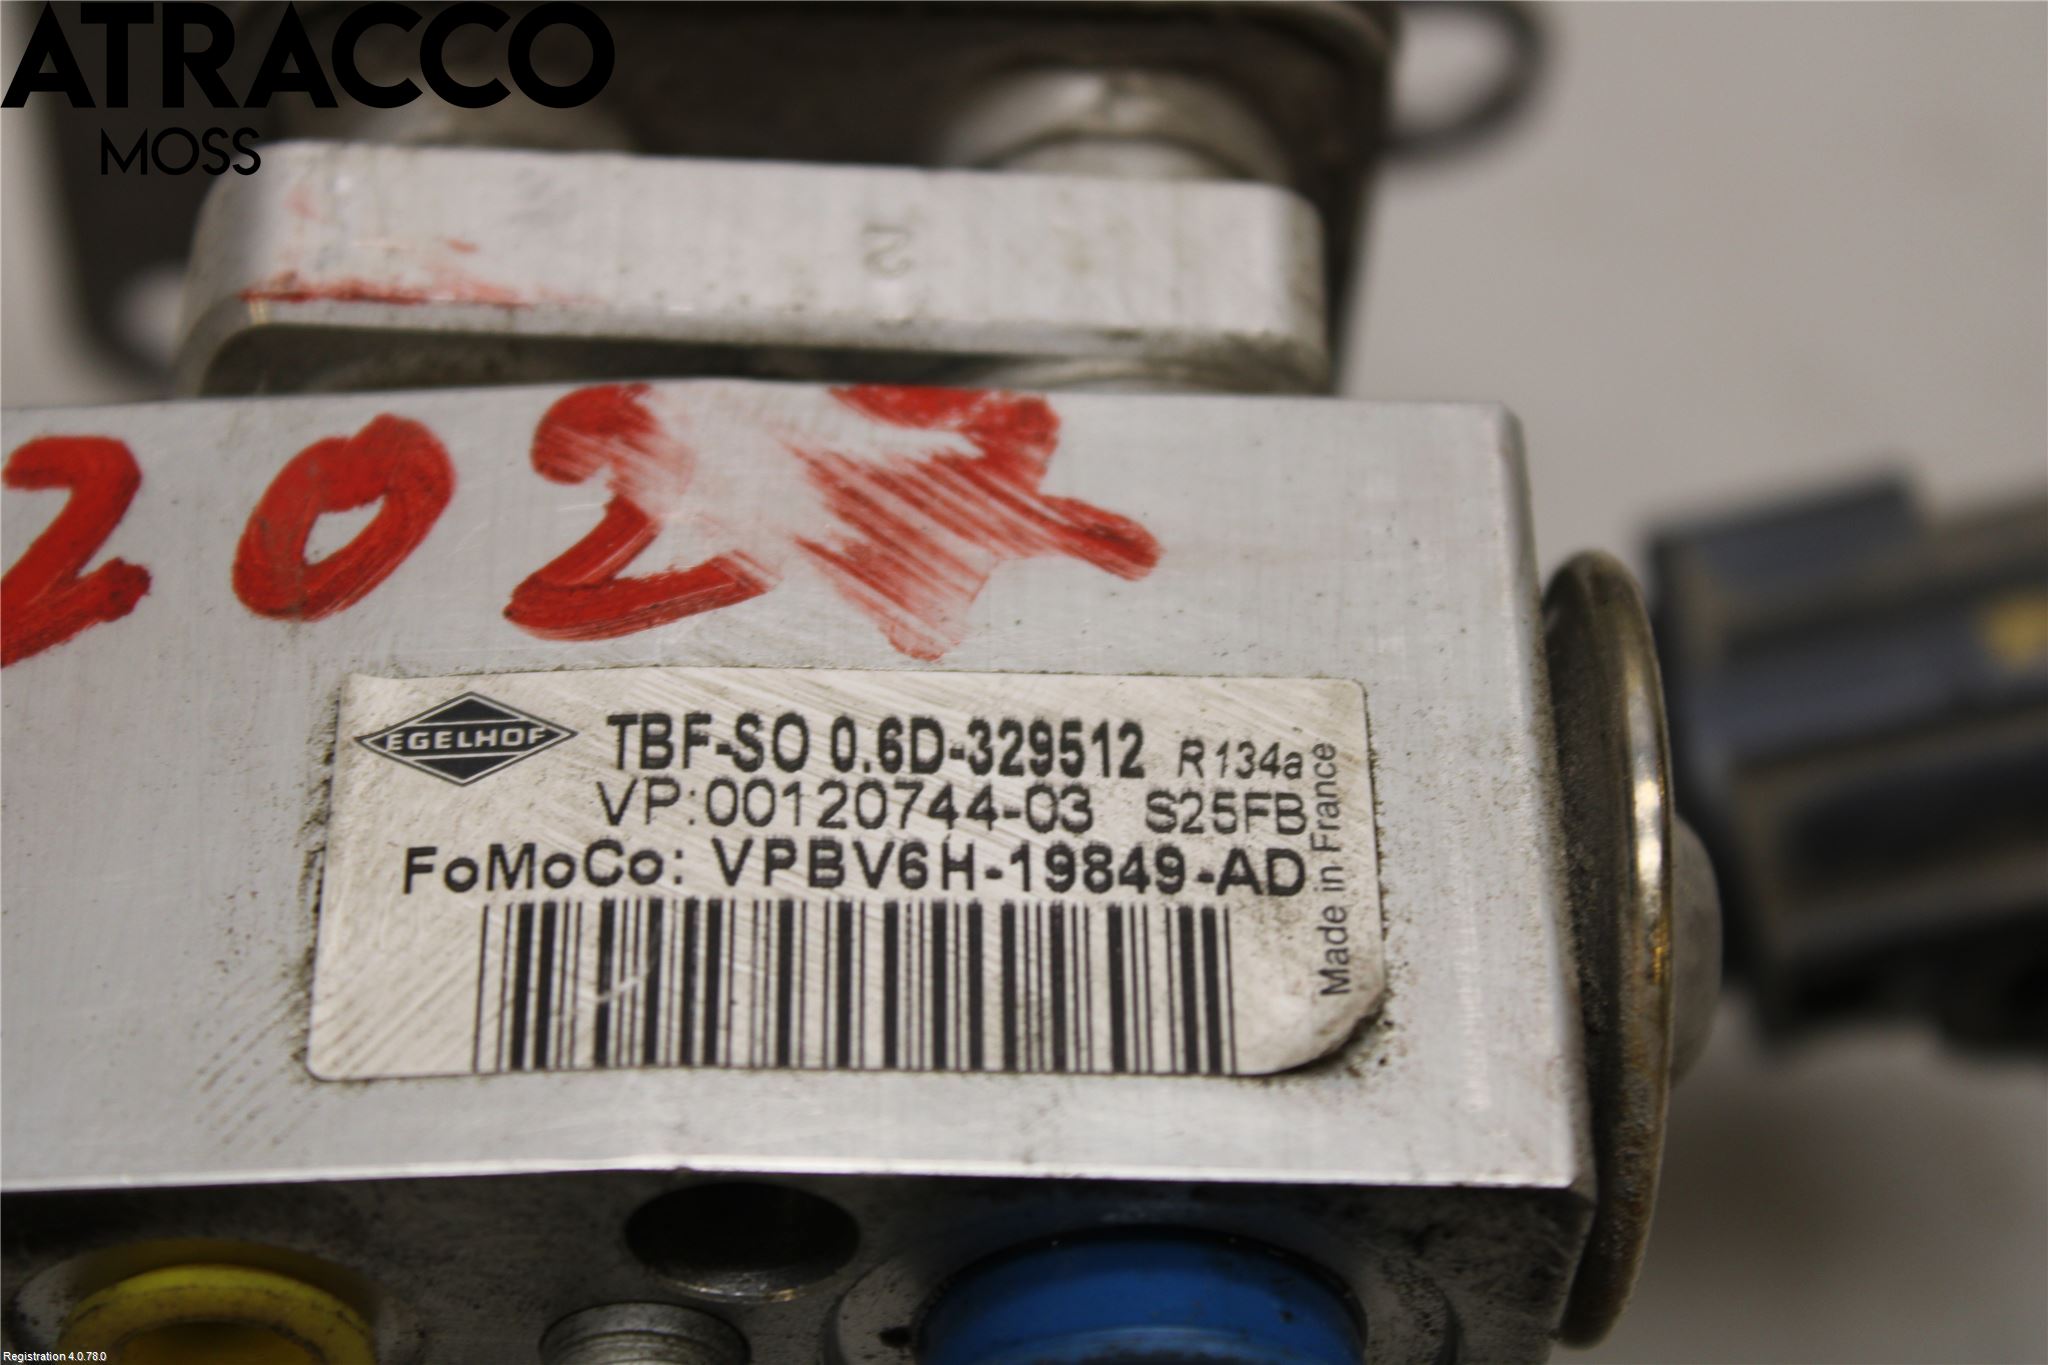 ATRACCO
MOSS
N
202
EGELHOF
TBF-SO 0.6D-329512 R134a
VP:00120744-03 S25FB
FoMoCo: VPBV6H-19849-AD
Made in France
Registration 4.0.78.0